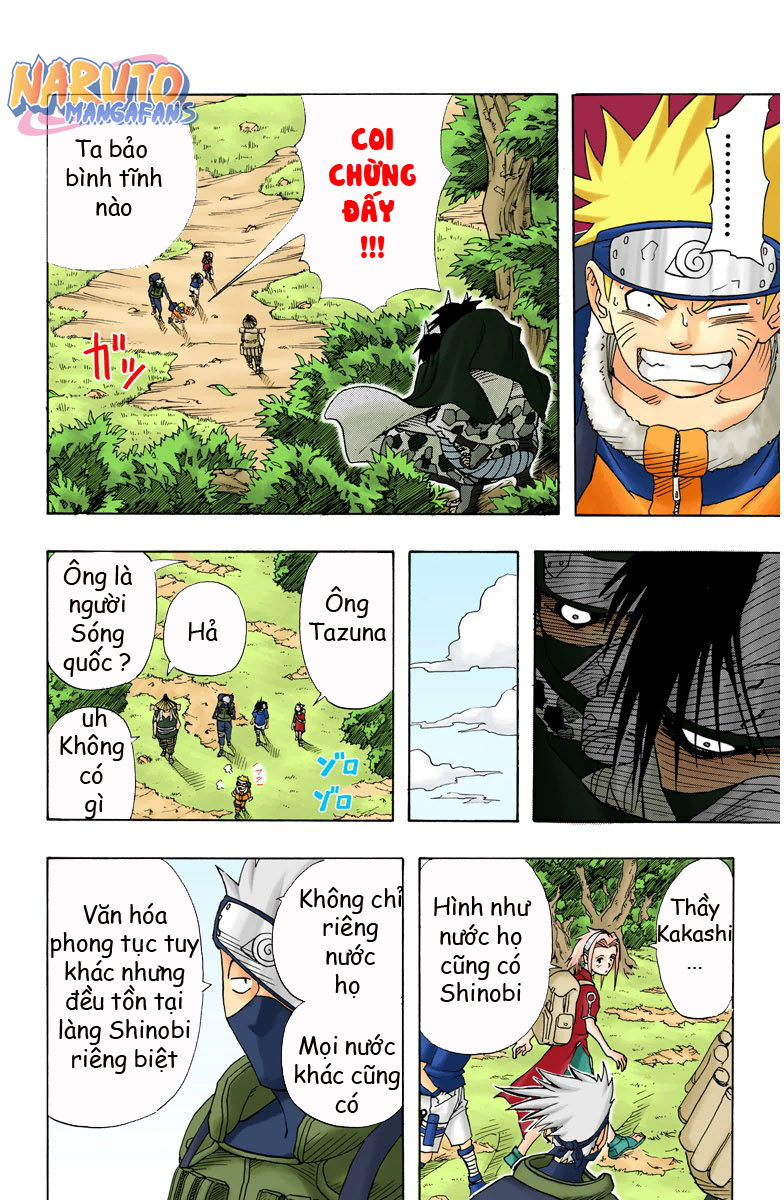 NARUTO
MANGAFANS
......
......
COI
CHỪNG
ĐẤY
!!!
Ta bảo
bình tĩnh
nào
ガッ
Ông
Tazuna
Hả
Ông là
người
Sóng
quốc ?
uh
Không
có
gì
ゾロ
ゾロ
Thầy
Kakashi
...
Hình như
nước họ
cũng có
Shinobi
Không chỉ
riêng
nước
họ
Mọi nước
khác cũng
có
Văn hóa
phong tục tuy
khác nhưng
đều tồn tại
làng Shinobi
riêng biệt